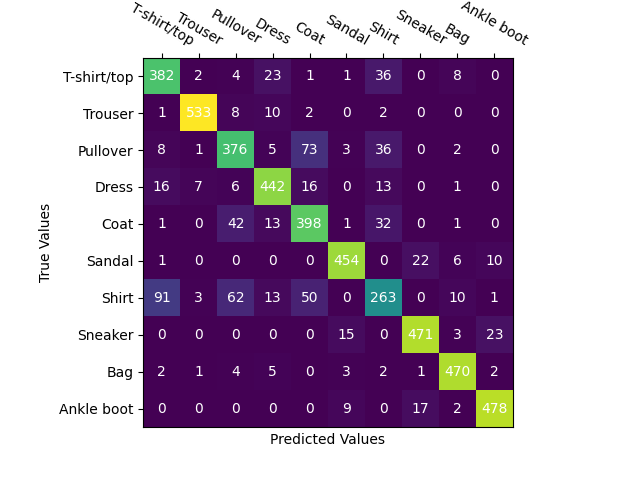 T-shirt/top Trouser Pullover Dress Coat Sandal Shirt Sneaker Bag Ankle boot
T-shirt/top 382 2 4 23 1 1 36 0 8 0
Trouser 1 533 8 10 2 0 2 0 0 0
Pullover 8 1 376 5 73 3 36 0 2 0
Dress 16 7 6 442 16 0 13 0 1 0
Coat 1 0 42 13 398 1 32 0 1 0
Sandal 1 0 0 0 0 454 0 22 6 10
Shirt 91 3 62 13 50 0 263 0 10 1
Sneaker 0 0 0 0 0 15 0 471 3 23
Bag 2 1 4 5 0 3 2 1 470 2
Ankle boot 0 0 0 0 0 9 0 17 2 478
True Values
Predicted Values